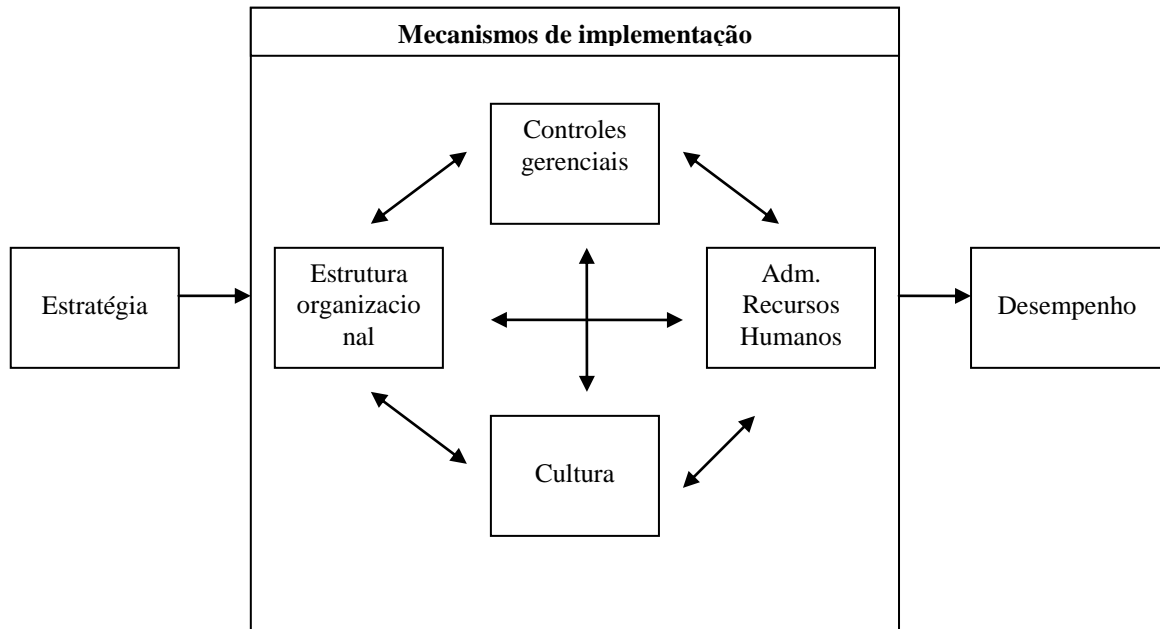 Mecanismos de implementação
Controles
gerenciais
Estratégia
Estrutura
organizacio
nal
Adm.
Recursos
Humanos
Desempenho
Cultura